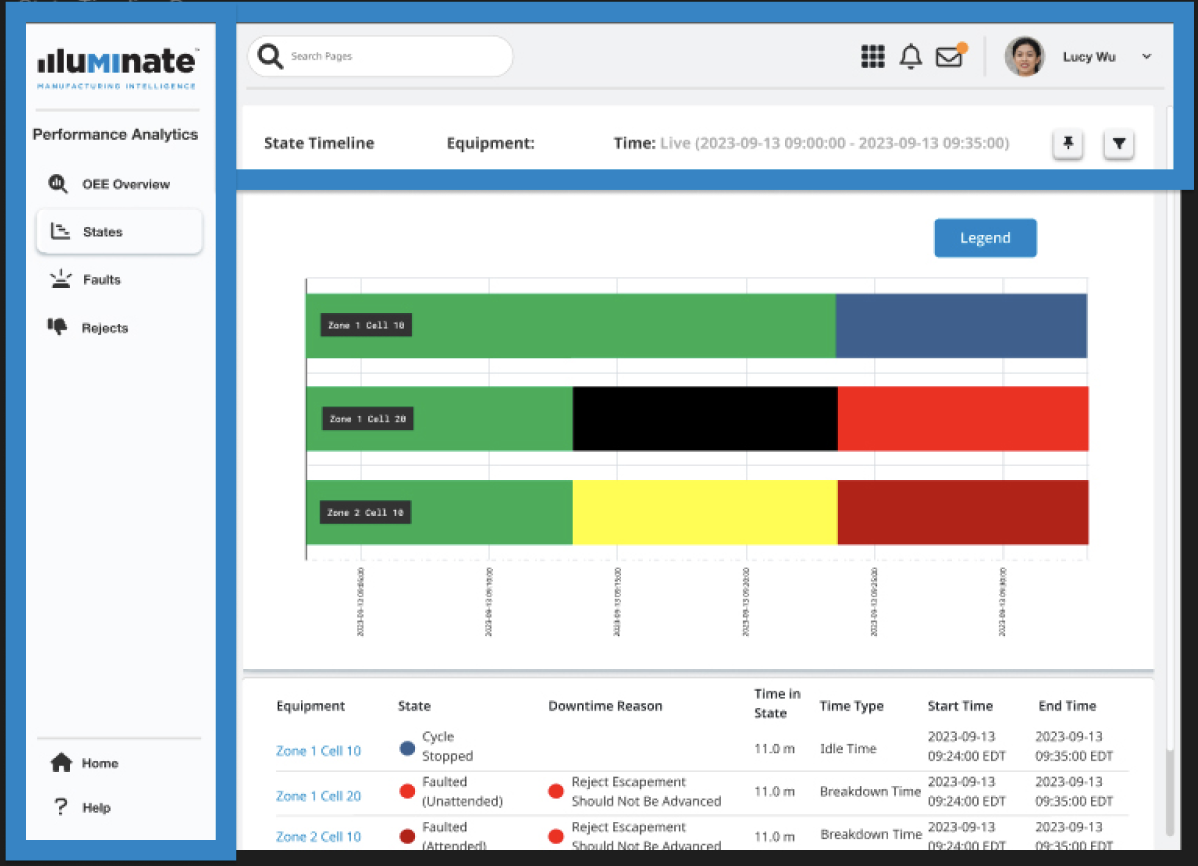 illuminate™
MANUFACTURING INTELLIGENCE
Performance Analytics
OEE Overview
States
Faults
Rejects
Home
? Help
Search Pages
Lucy Wu
State Timeline Equipment: Time: Live (2023-09-13 09:00:00 - 2023-09-13 09:35:00)
Legend
Zone 1 Cell 10
Zone 1 Cell 20
Zone 2 Cell 10
2023-09-13 09:05:00
2023-09-13 09:10:00
2023-09-13 09:15:00
2023-09-13 09:20:00
2023-09-13 09:25:00
2023-09-13 09:30:00
Equipment State Downtime Reason Time in State Time Type Start Time End Time
Zone 1 Cell 10 Cycle Stopped 11.0 m Idle Time 2023-09-13 09:24:00 EDT 2023-09-13 09:35:00 EDT
Zone 1 Cell 20 Faulted (Unattended) Reject Escapement Should Not Be Advanced 11.0 m Breakdown Time 2023-09-13 09:24:00 EDT 2023-09-13 09:35:00 EDT
Zone 2 Cell 10 Faulted (Attended) Reject Escapement Should Not Be Advanced 11.0 m Breakdown Time 2023-09-13 09:24:00 EDT 2023-09-13 09:35:00 EDT